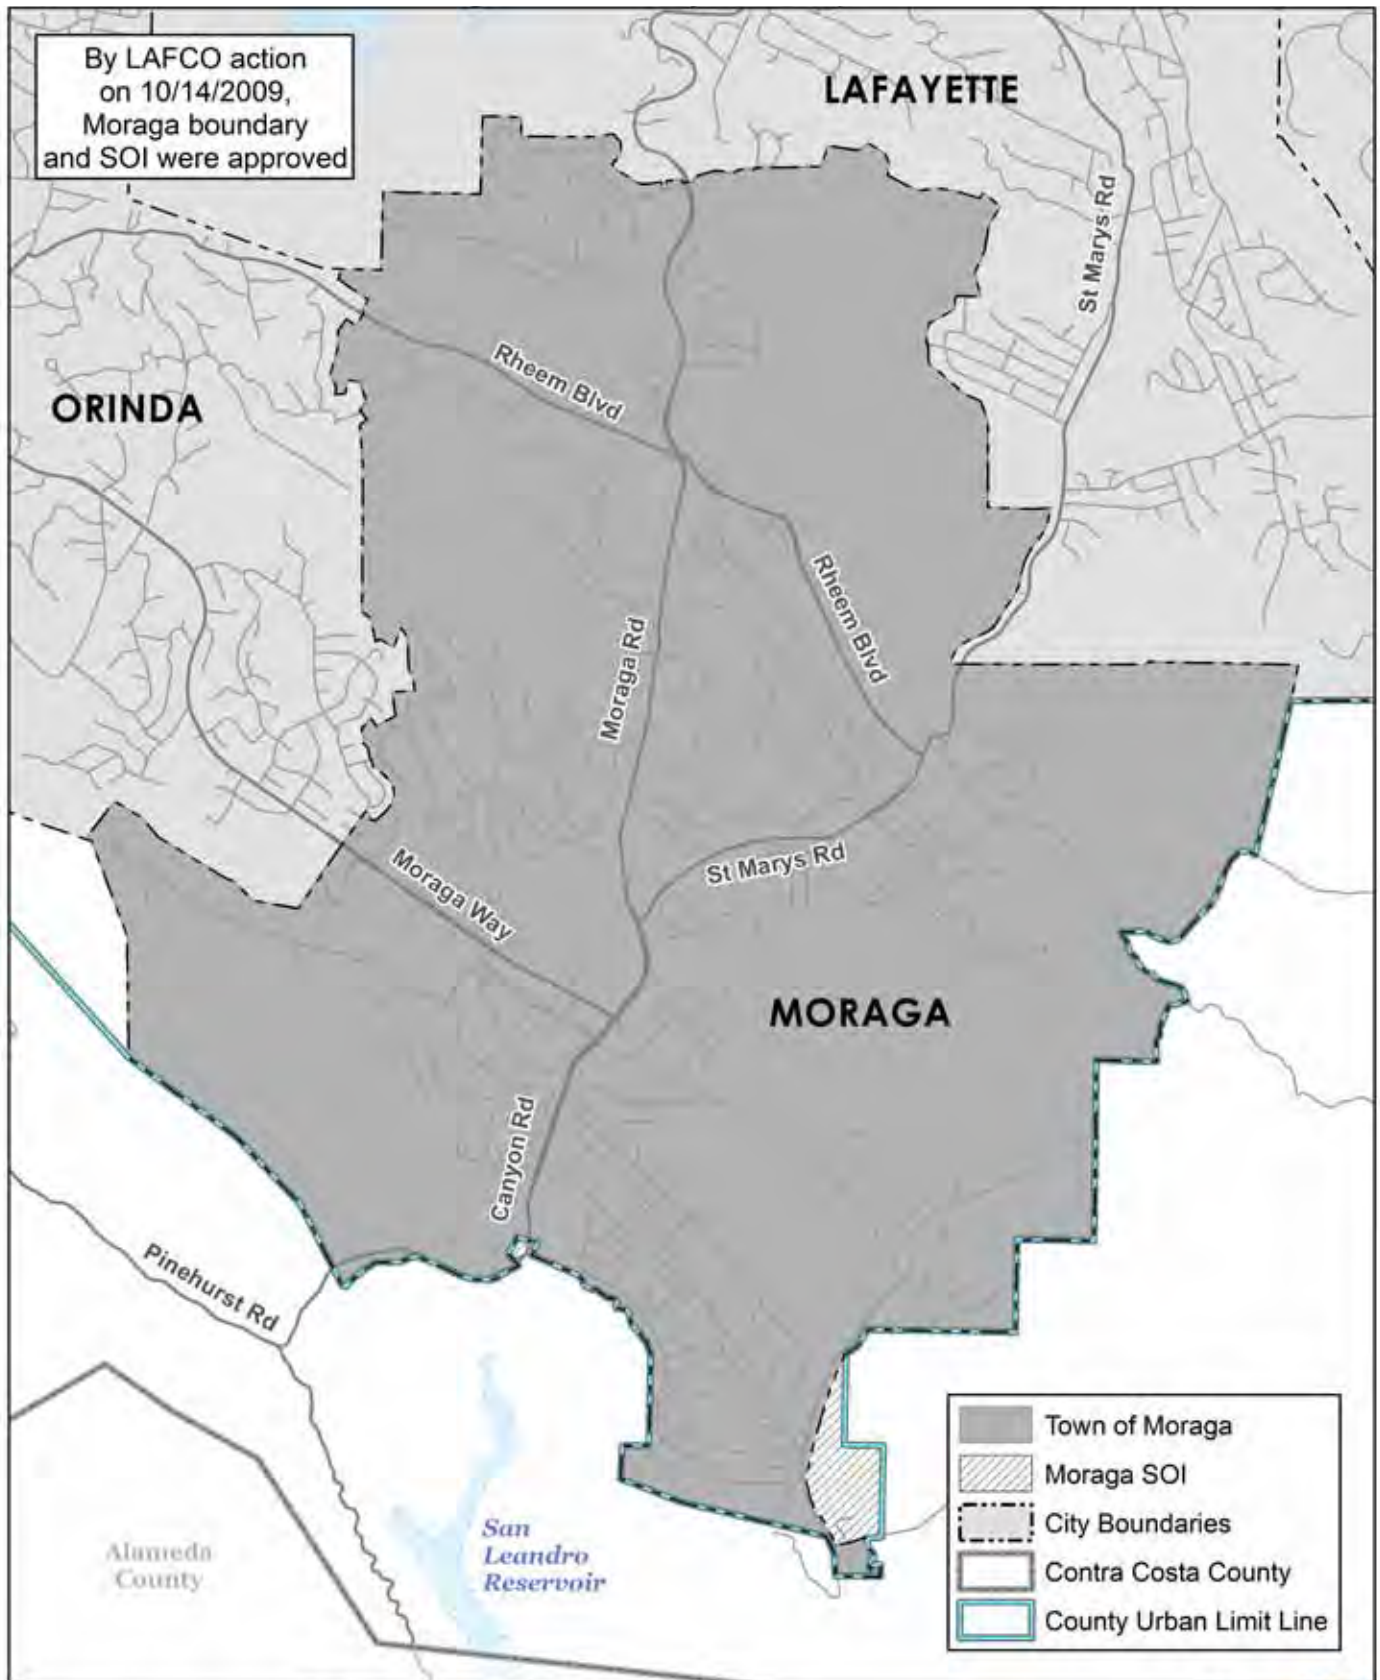 By LAFCO action
on 10/14/2009,
Moraga boundary
and SOI were approved
LAFAYETTE
St Marys Rd
Rheem Blvd
ORINDA
Rheem Blvd
Moraga Rd
Moraga Way
St Marys Rd
MORAGA
Canyon Rd
Pinehurst Rd
Alameda
County
San
Leandro
Reservoir
Town of Moraga
Moraga SOI
City Boundaries
Contra Costa County
County Urban Limit Line